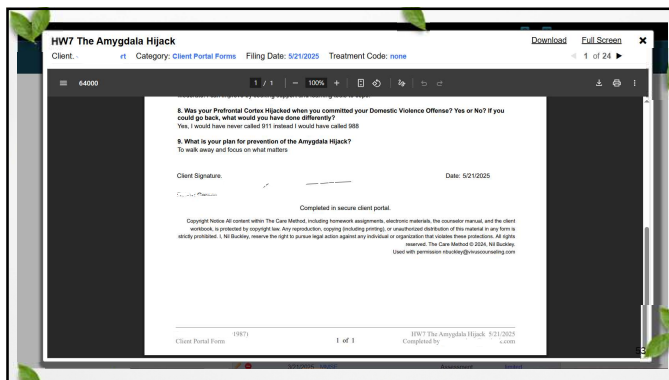 HW7 The Amygdala Hijack
Download Full Screen ×
Client. rt Category: Client Portal Forms Filing Date: 5/21/2025 Treatment Code: none
1 of 24
64000
1 / 1 − 100% +
8. Was your Prefrontal Cortex Hijacked when you committed your Domestic Violence Offense? Yes or No? If you
could go back, what would you have done differently?
Yes, I would have never called 911 instead I would have called 988
9. What is your plan for prevention of the Amygdala Hijack?
To walk away and focus on what matters
Client Signature. Date: 5/21/2025
Completed in secure client portal.
Copyright Notice All content within The Care Method, including homework assignments, electronic materials, the counselor manual, and the client
workbook, is protected by copyright law. Any reproduction, copying (including printing), or unauthorized distribution of this material in any form is
strictly prohibited. I, Nil Buckley, reserve the right to pursue legal action against any individual or organization that violates these protections. All rights
reserved. The Care Method © 2024, Nil Buckley.
Used with permission nbuckley@vivuscounseling.com
1987) HW7 The Amygdala Hijack 5/21/2025
Client Portal Form 1 of 1 Completed by s.com
53
5/21/2025